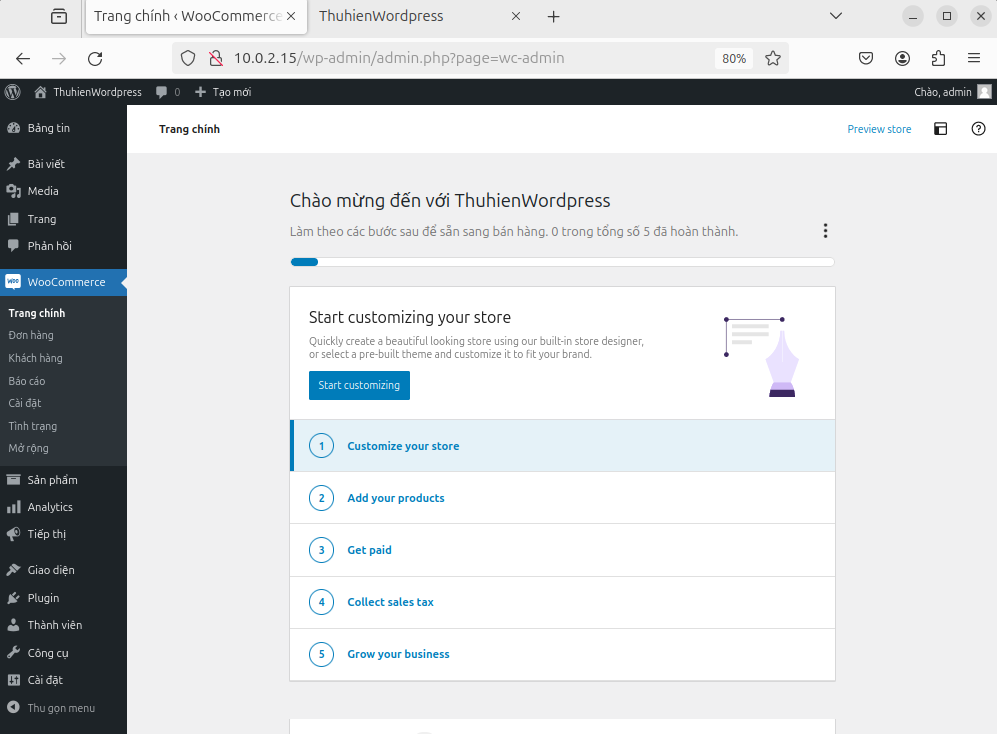 Trang chính ‹ WooCommerce
ThuhienWordpress
10.0.2.15/wp-admin/admin.php?page=wc-admin
80%
ThuhienWordpress
0
Tạo mới
Chào, admin
Bảng tin
Bài viết
Media
Trang
Phản hồi
WooCommerce
Trang chính
Đơn hàng
Khách hàng
Báo cáo
Cài đặt
Tình trạng
Mở rộng
Sản phẩm
Analytics
Tiếp thị
Giao diện
Plugin
Thành viên
Công cụ
Cài đặt
Thu gọn menu
Trang chính
Preview store
Chào mừng đến với ThuhienWordpress
Làm theo các bước sau để sẵn sang bán hàng. 0 trong tổng số 5 đã hoàn thành.
Start customizing your store
Quickly create a beautiful looking store using our built-in store designer,
or select a pre-built theme and customize it to fit your brand.
Start customizing
1 Customize your store
2 Add your products
3 Get paid
4 Collect sales tax
5 Grow your business